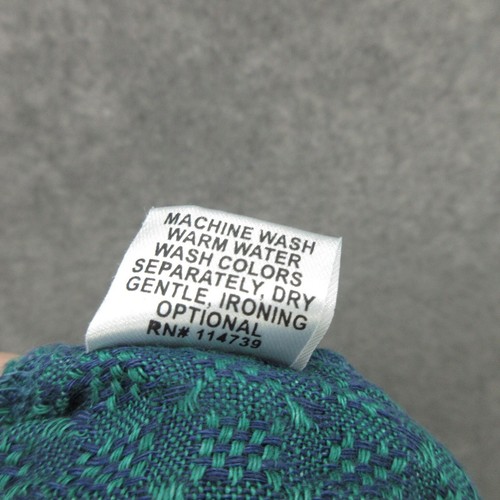 MACHINE WASH
WARM WATER
WASH COLORS
SEPARATELY, DRY
GENTLE, IRONING
OPTIONAL
RN# 114739